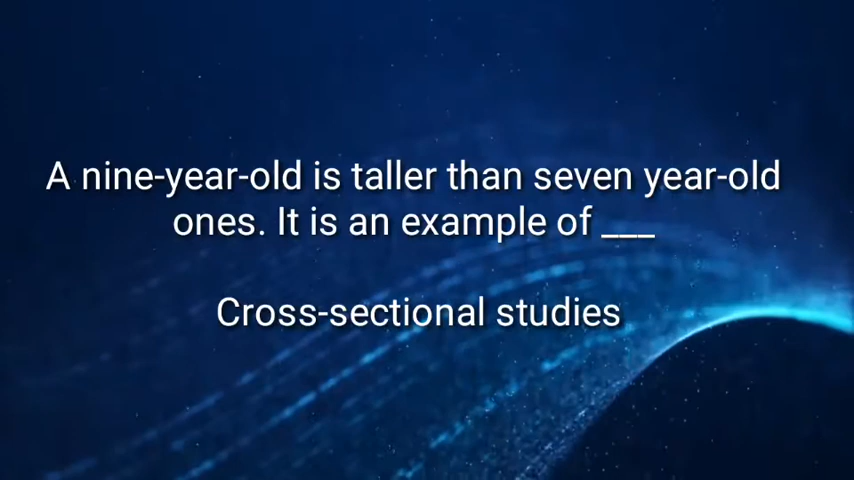 A nine-year-old is taller than seven year-old
ones. It is an example of ___
Cross-sectional studies